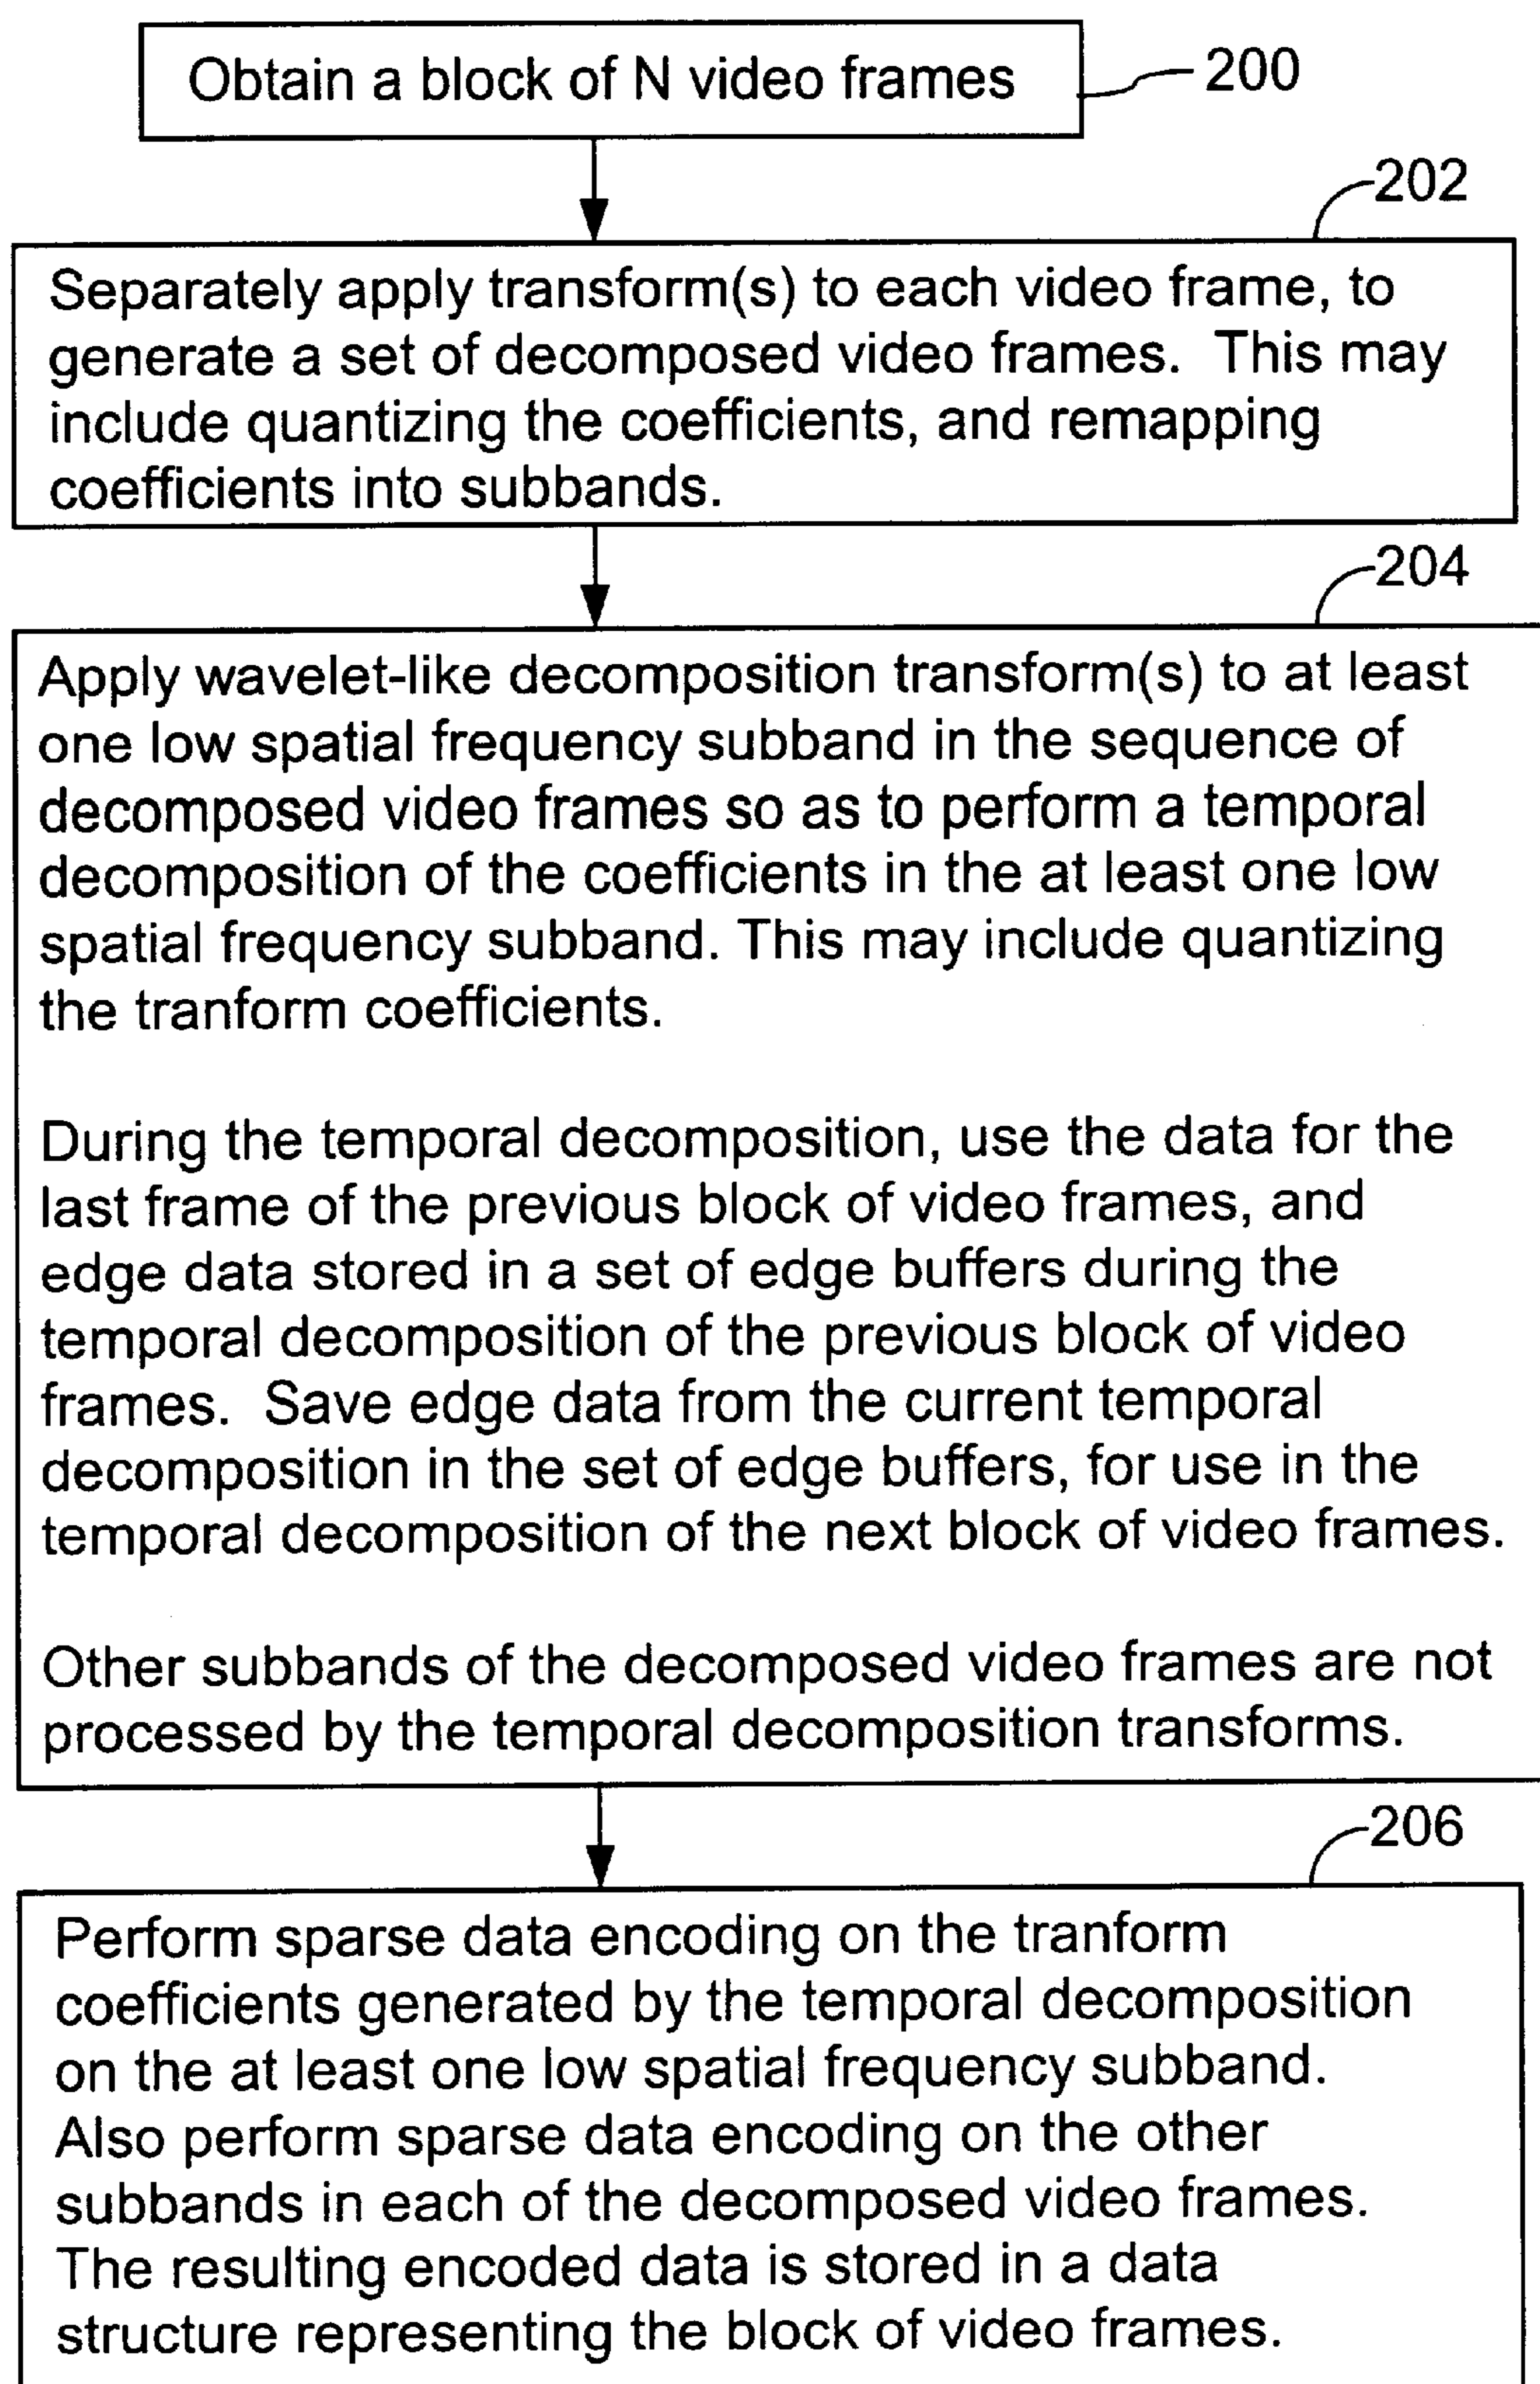 Obtain a block of N video frames
200
202
Separately apply transform(s) to each video frame, to
generate a set of decomposed video frames.  This may
include quantizing the coefficients, and remapping
coefficients into subbands.
204
Apply wavelet-like decomposition transform(s) to at least
one low spatial frequency subband in the sequence of
decomposed video frames so as to perform a temporal
decomposition of the coefficients in the at least one low
spatial frequency subband. This may include quantizing
the tranform coefficients.
During the temporal decomposition, use the data for the
last frame of the previous block of video frames, and
edge data stored in a set of edge buffers during the
temporal decomposition of the previous block of video
frames.  Save edge data from the current temporal
decomposition in the set of edge buffers, for use in the
temporal decomposition of the next block of video frames.
Other subbands of the decomposed video frames are not
processed by the temporal decomposition transforms.
206
Perform sparse data encoding on the tranform
coefficients generated by the temporal decomposition
on the at least one low spatial frequency subband.
Also perform sparse data encoding on the other
subbands in each of the decomposed video frames.
The resulting encoded data is stored in a data
structure representing the block of video frames.